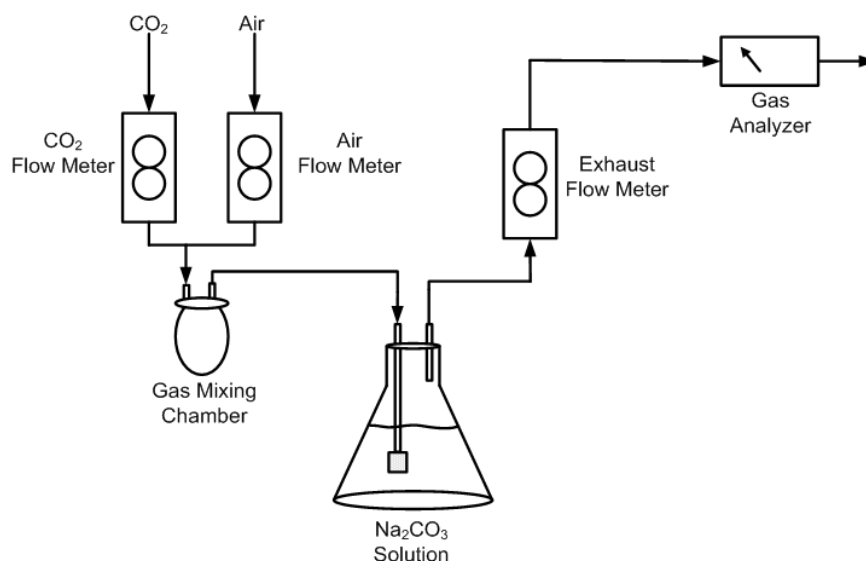 CO₂
Air
CO₂
Flow Meter
Air
Flow Meter
Exhaust
Flow Meter
Gas
Analyzer
Gas Mixing
Chamber
Na₂CO₃
Solution